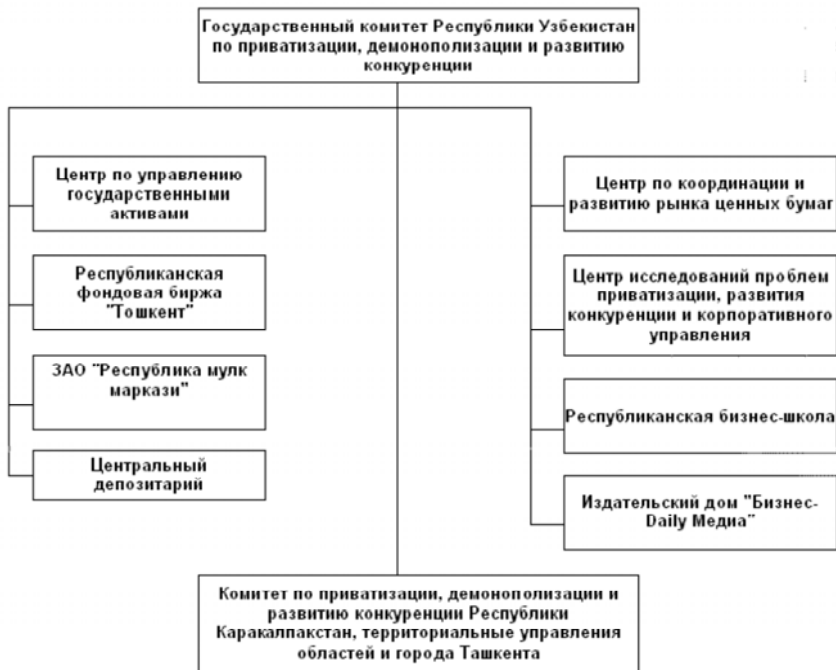 Государственный комитет Республики Узбекистан
по приватизации, демонополизации и развитию
конкуренции
Центр по управлению
государственными
активами
Республиканская
фондовая биржа
"Тошкент"
ЗАО "Республика мулк
маркази"
Центральный
депозитарий
Центр по координации и
развитию рынка ценных бумаг
Центр исследований проблем
приватизации, развития
конкуренции и корпоративного
управления
Республиканская бизнес-школа
Издательский дом "Бизнес-
Daily Медиа"
Комитет по приватизации, демонополизации и
развитию конкуренции Республики
Каракалпакстан, территориальные управления
областей и города Ташкента